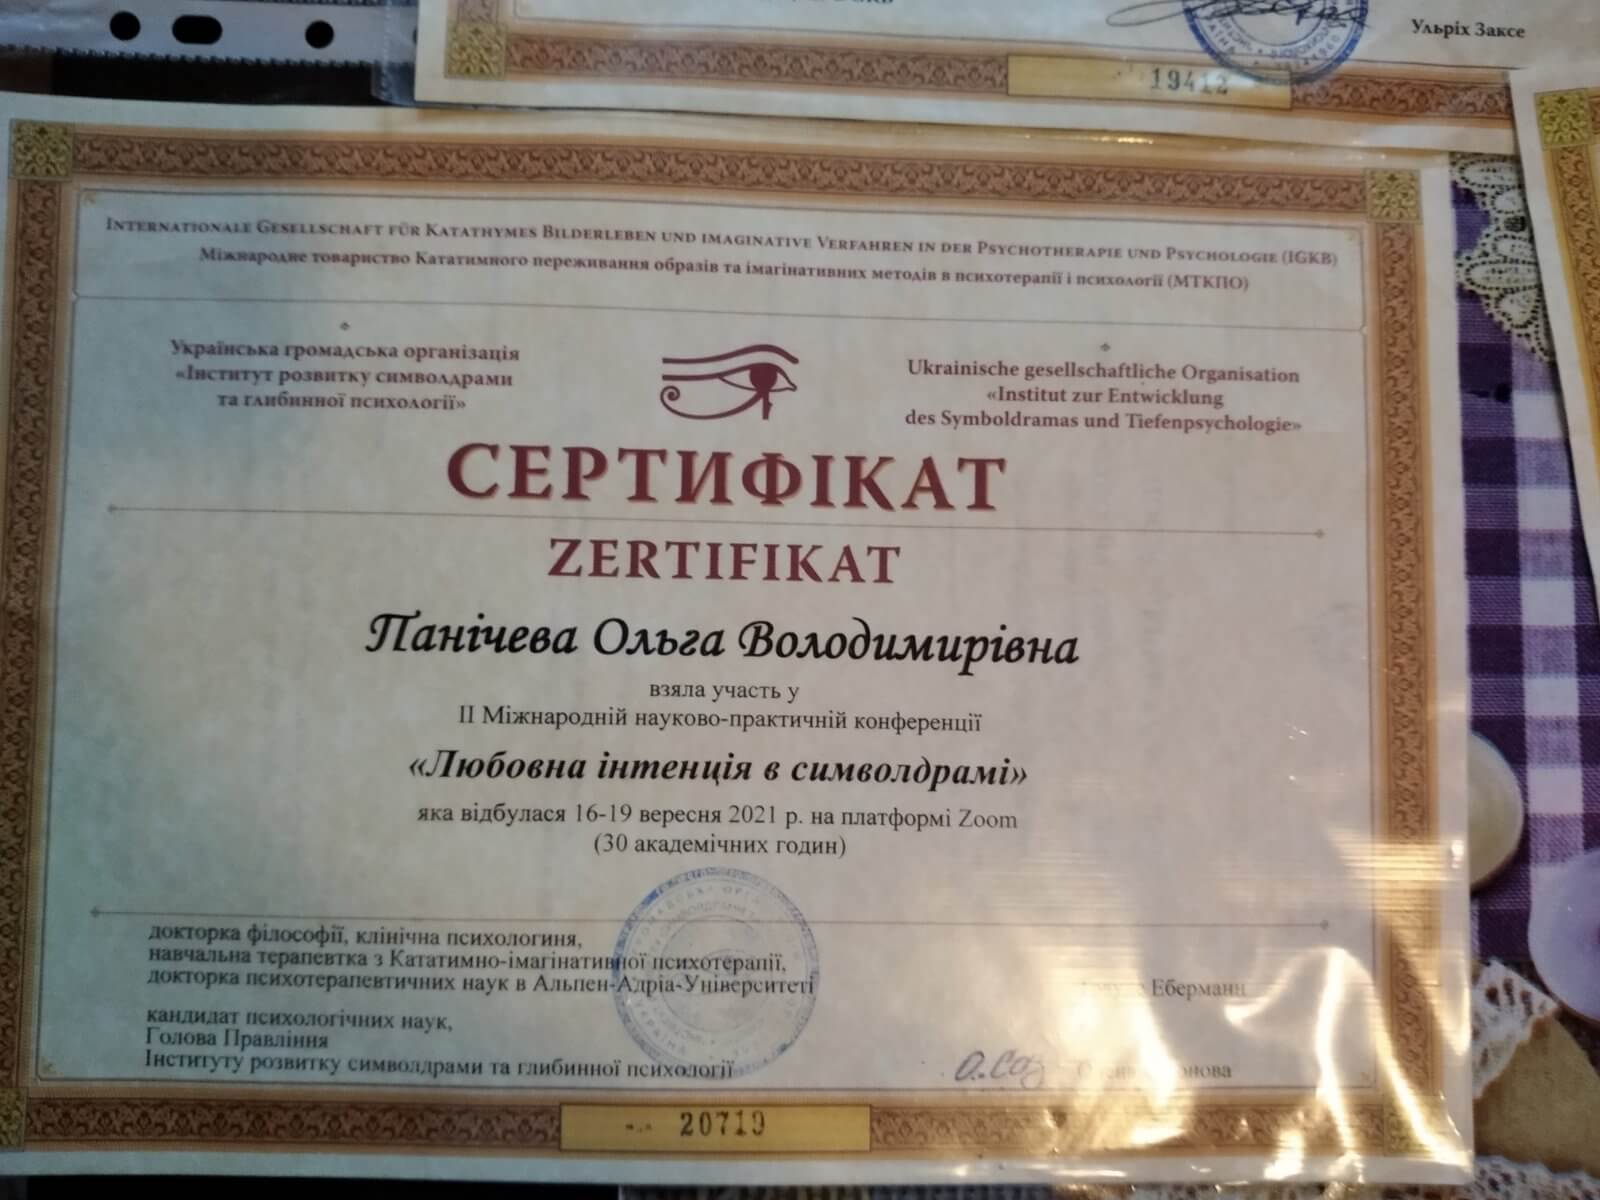 Ульріх Заксе
19412
Internationale Gesellschaft für Katathymes Bilderleben und imaginative Verfahren in der Psychotherapie und Psychologie (IGKB)
Міжнародне товариство Кататимного переживання образів та імагінативних методів в психотерапії і психології (МТКПО)
Українська громадська організація
«Інститут розвитку символдрами
та глибинної психології»
Ukrainische gesellschaftliche Organisation
«Institut zur Entwicklung
des Symboldramas und Tiefenpsychologie»
СЕРТИФІКАТ
ZERTIFIKAT
Панічева Ольга Володимирівна
взяла участь у
II Міжнародній науково-практичній конференції
«Любовна інтенція в символдрамі»
яка відбулася 16-19 вересня 2021 р. на платформі Zoom
(30 академічних годин)
докторка філософії, клінічна психологиня,
навчальна терапевтка з Кататимно-імагінативної психотерапії,
докторка психотерапевтичних наук в Альпен-Адріа-Університеті
Еберманн
кандидат психологічних наук,
Голова Правління
Інституту розвитку символдрами та глибинної психології
20719